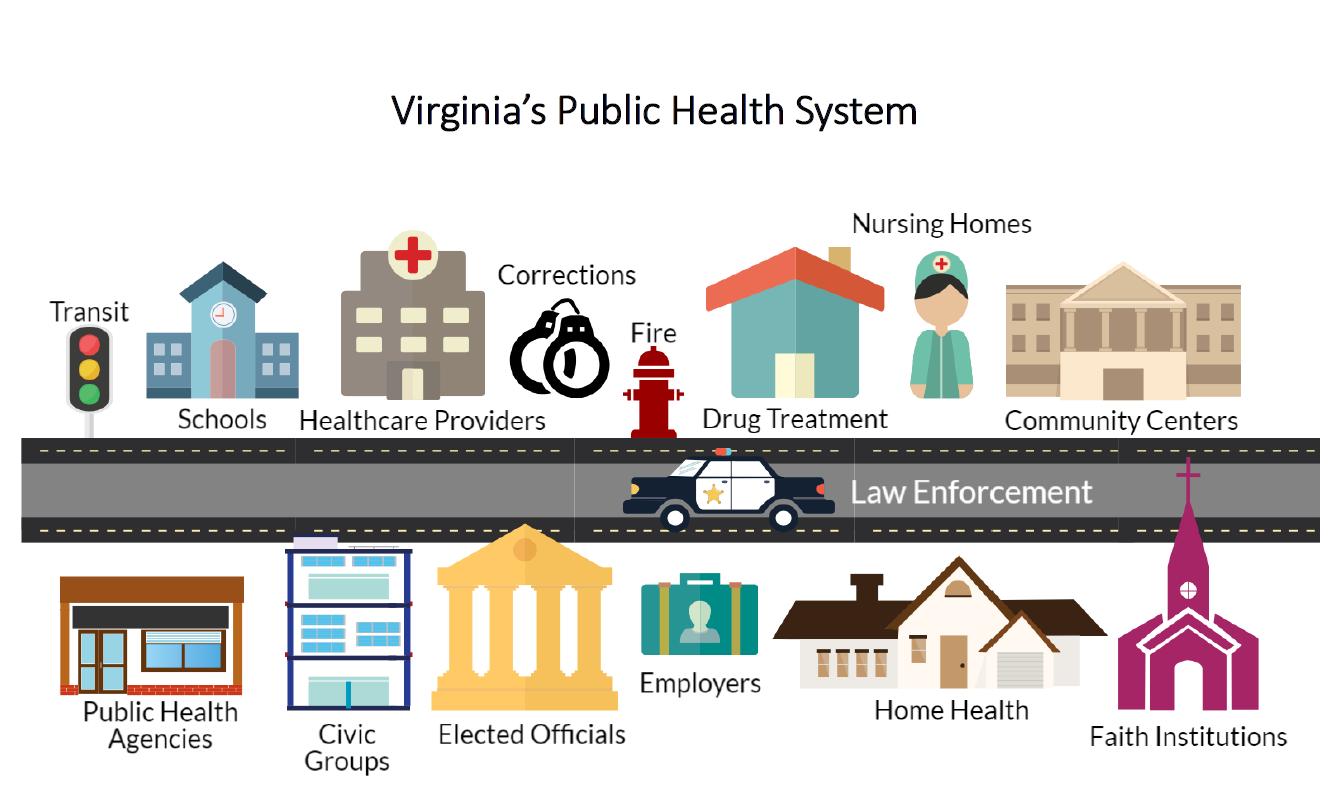 Virginia’s Public Health System
Nursing Homes
Corrections
Transit
Fire
Schools
Healthcare Providers
Drug Treatment
Community Centers
Law Enforcement
Employers
Home Health
Public Health
Agencies
Civic
Groups
Elected Officials
Faith Institutions